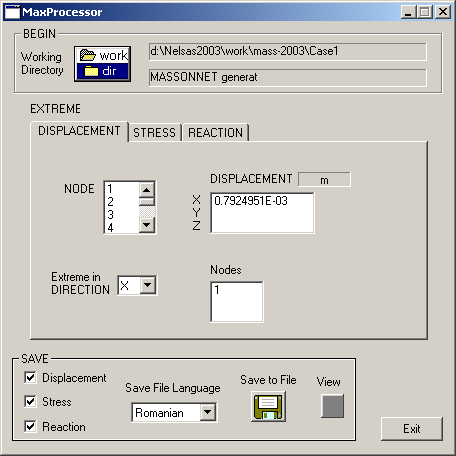 MaxProcessor
BEGIN
Working Directory
work
dir
d:\Nelsas2003\work\mass-2003\Case1
MASSONNET generat
EXTREME
DISPLACEMENT STRESS REACTION
NODE
1
2
3
4
DISPLACEMENT m
X
Y
Z
0.7924951E-03
Extreme in
DIRECTION
X
Nodes
1
SAVE
Displacement
Stress
Reaction
Save File Language
Romanian
Save to File
View
Exit